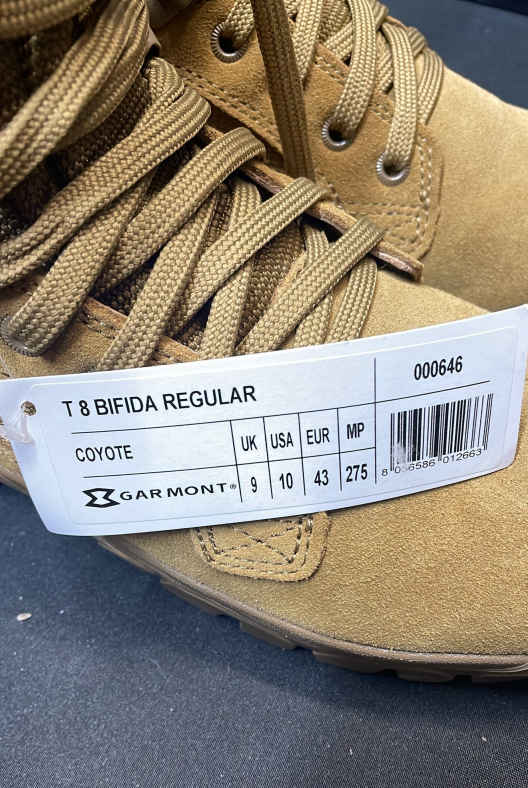 T 8 BIFIDA REGULAR
000646
COYOTE
UK USA EUR MP
9 10 43 275
GARMONT®